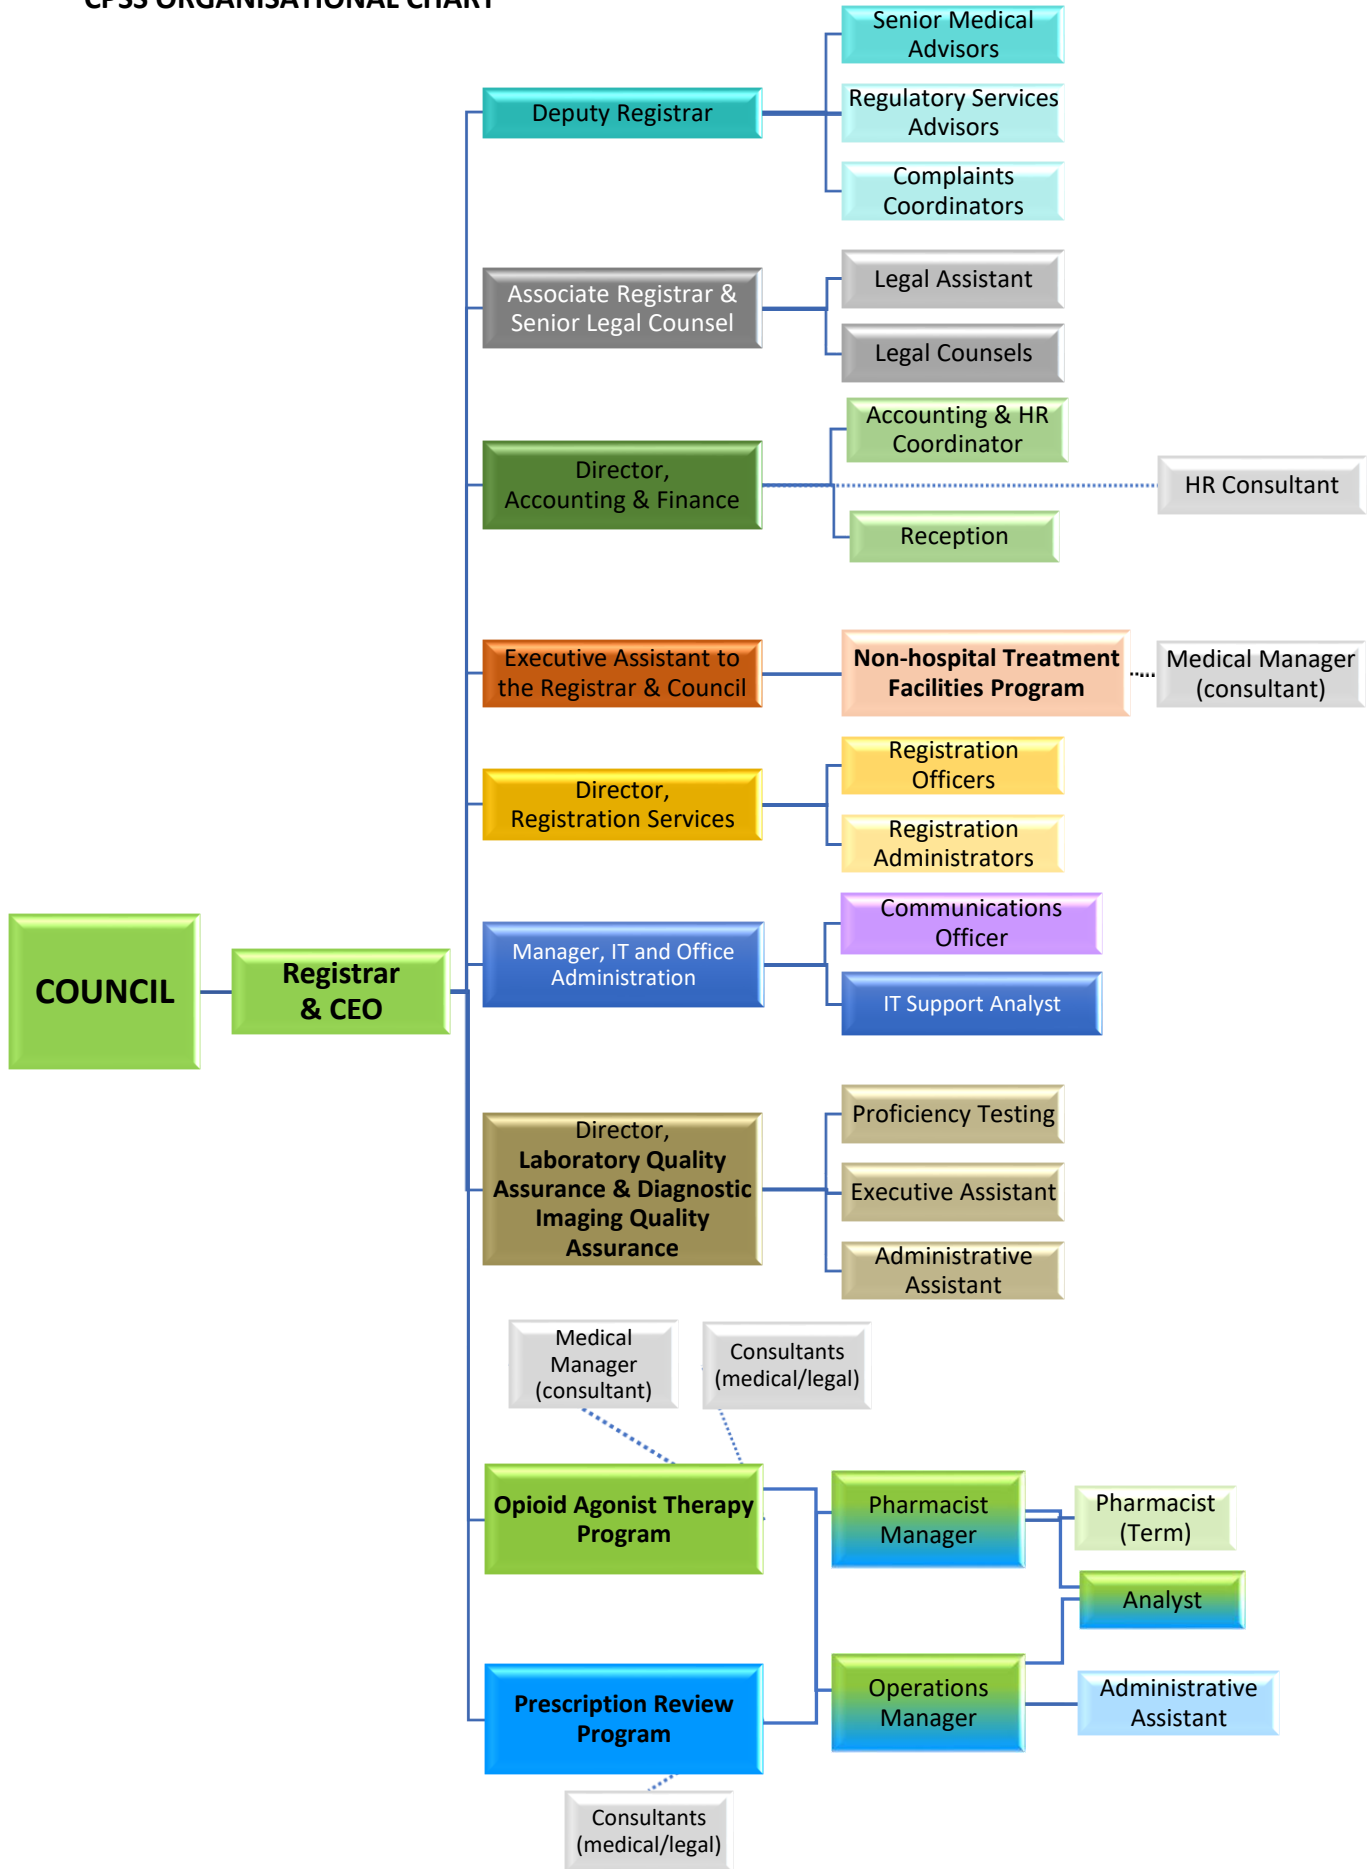 CPSS ORGANISATIONAL CHART
Senior Medical
Advisors
Deputy Registrar
Regulatory Services
Advisors
Complaints
Coordinators
Associate Registrar &
Senior Legal Counsel
Legal Assistant
Legal Counsels
Director,
Accounting & Finance
Accounting & HR
Coordinator
HR Consultant
Reception
Executive Assistant to
the Registrar & Council
Non-hospital Treatment
Facilities Program
Medical Manager
(consultant)
Director,
Registration Services
Registration
Officers
Registration
Administrators
COUNCIL
Registrar
& CEO
Manager, IT and Office
Administration
Communications
Officer
IT Support Analyst
Director,
Laboratory Quality
Assurance & Diagnostic
Imaging Quality
Assurance
Proficiency Testing
Executive Assistant
Administrative
Assistant
Medical
Manager
(consultant)
Consultants
(medical/legal)
Opioid Agonist Therapy
Program
Pharmacist
Manager
Pharmacist
(Term)
Analyst
Prescription Review
Program
Operations
Manager
Administrative
Assistant
Consultants
(medical/legal)